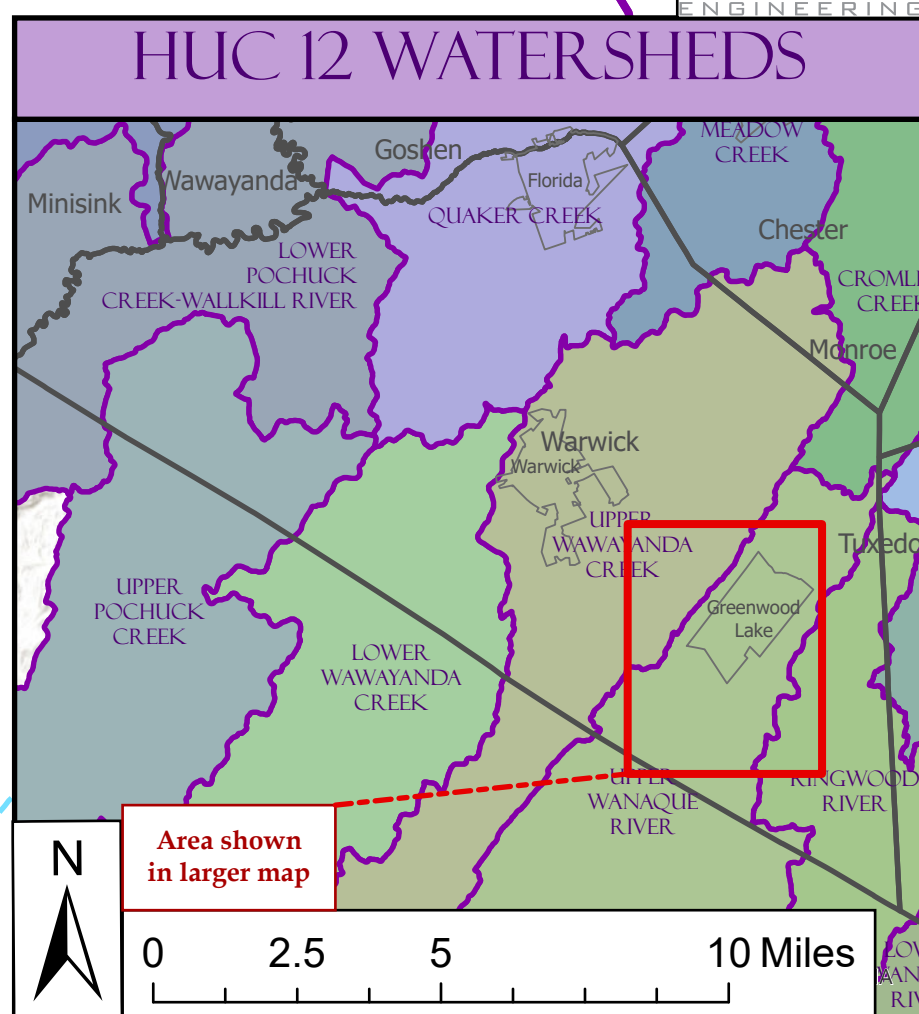 ENGINEERING
HUC 12 WATERSHEDS
MEADOW
CREEK
Goshen
Wawayanda
Florida
Minisink
QUAKER CREEK
Chester
LOWER
POCHUCK
CREEK-WALLKILL RIVER
CREEK
Monroe
Warwick
Warwick
UPPER
WAWAYANDA
CREEK
UPPER
POCHUCK
CREEK
Greenwood
Lake
LOWER
WAWAYANDA
CREEK
UPPER
WANAQUE
RIVER
RINGWOOD
RIVER
Area shown
in larger map
N
0 2.5 5 10 Miles